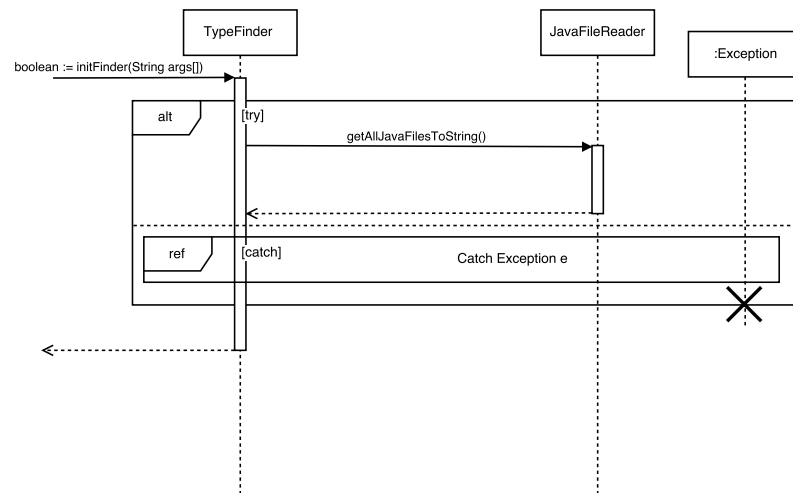 TypeFinder
JavaFileReader
:Exception
boolean := initFinder(String args[])
alt
[try]
getAllJavaFilesToString()
ref
[catch]
Catch Exception e